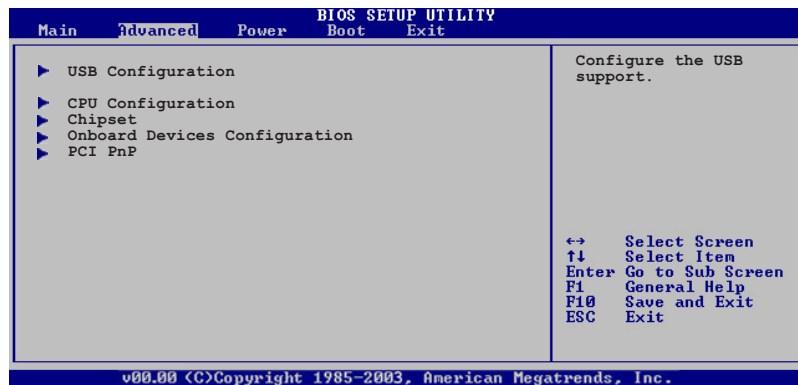 BIOS SETUP UTILITY
Main Advanced Power Boot Exit
USB Configuration
CPU Configuration
Chipset
Onboard Devices Configuration
PCI PnP
Configure the USB
support.
←→ Select Screen
↑↓ Select Item
Enter Go to Sub Screen
F1 General Help
F10 Save and Exit
ESC Exit
v00.00 (C)Copyright 1985-2003, American Megatrends, Inc.